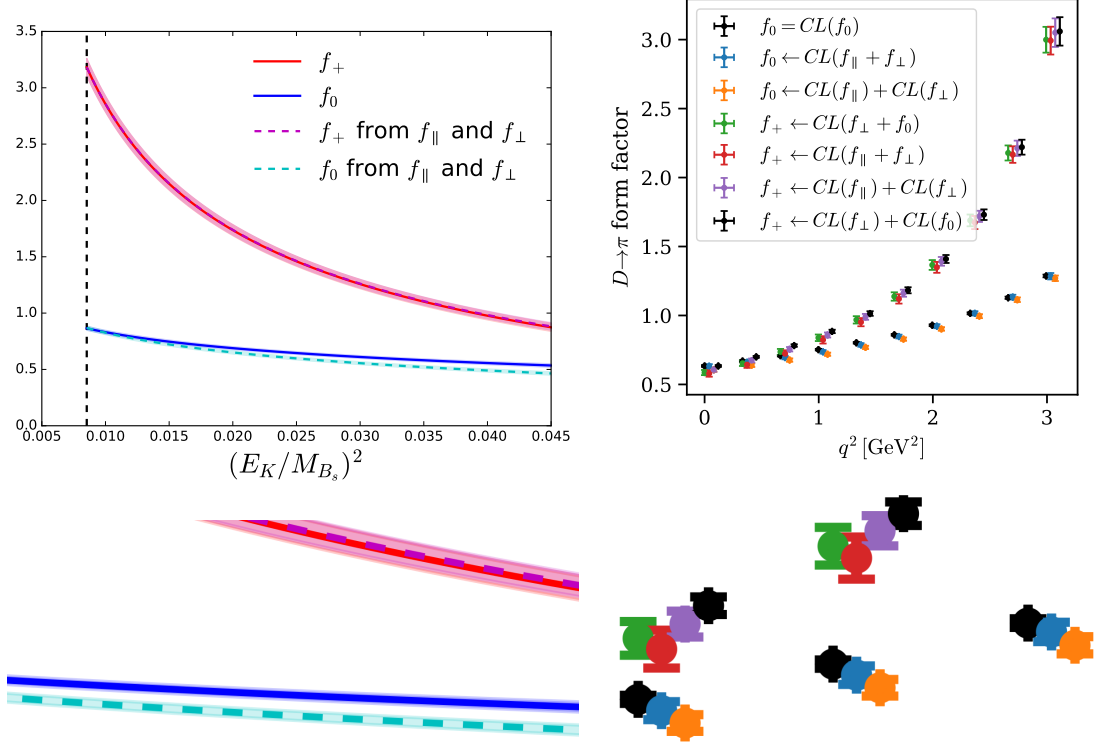 3.5
3.0
2.5
2.0
1.5
1.0
0.5
0.0
0.005 0.010 0.015 0.020 0.025 0.030 0.035 0.040 0.045
(E_K/M_{B_s})^2
f_+
f_0
f_+ from f_∥ and f_⊥
f_0 from f_∥ and f_⊥
D→π form factor
3.0
2.5
2.0
1.5
1.0
0.5
0 1 2 3
q^2 [GeV^2]
f_0 = CL(f_0)
f_0 ← CL(f_∥ + f_⊥)
f_0 ← CL(f_∥) + CL(f_⊥)
f_+ ← CL(f_⊥ + f_0)
f_+ ← CL(f_∥ + f_⊥)
f_+ ← CL(f_∥) + CL(f_⊥)
f_+ ← CL(f_⊥) + CL(f_0)